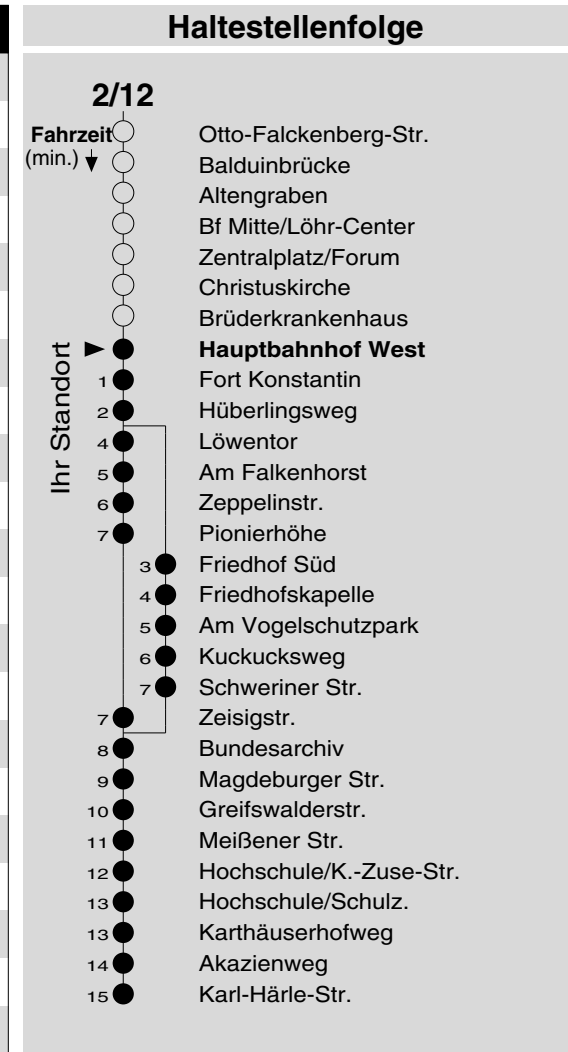 Haltestellenfolge
2/12
Fahrzeit Otto-Falckenberg-Str.
(min.) Balduinbrücke
Altengraben
Bf Mitte/Löhr-Center
Zentralplatz/Forum
Christuskirche
Brüderkrankenhaus
Ihr Standort
Hauptbahnhof West
1 Fort Konstantin
2 Hüberlingsweg
4 Löwentor
5 Am Falkenhorst
6 Zeppelinstr.
7 Pionierhöhe
3 Friedhof Süd
4 Friedhofskapelle
5 Am Vogelschutzpark
6 Kuckucksweg
7 Schweriner Str.
7 Zeisigstr.
8 Bundesarchiv
9 Magdeburger Str.
10 Greifswalderstr.
11 Meißener Str.
12 Hochschule/K.-Zuse-Str.
13 Hochschule/Schulz.
13 Karthäuserhofweg
14 Akazienweg
15 Karl-Härle-Str.